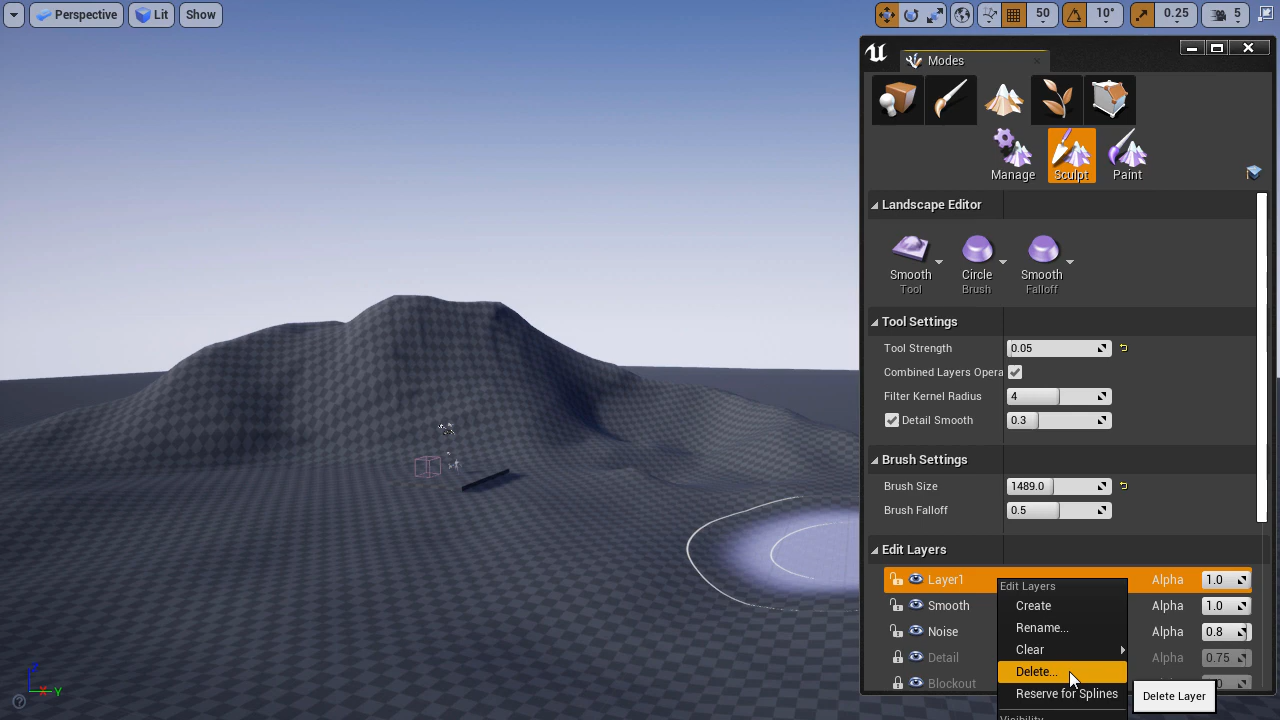 Perspective Lit Show 50 10° 0.25 5
Modes
Manage Sculpt Paint
Landscape Editor
Smooth Circle Smooth
Tool Brush Falloff
Tool Settings
Tool Strength 0.05
Combined Layers Opera
Filter Kernel Radius 4
Detail Smooth 0.3
Brush Settings
Brush Size 1489.0
Brush Falloff 0.5
Edit Layers
Layer1 Alpha 1.0
Smooth Alpha 1.0
Noise Alpha 0.8
Detail Alpha 0.75
Blockout
Edit Layers
Create
Rename...
Clear
Delete...
Reserve for Splines
Visibility
Delete Layer
Z
X Y